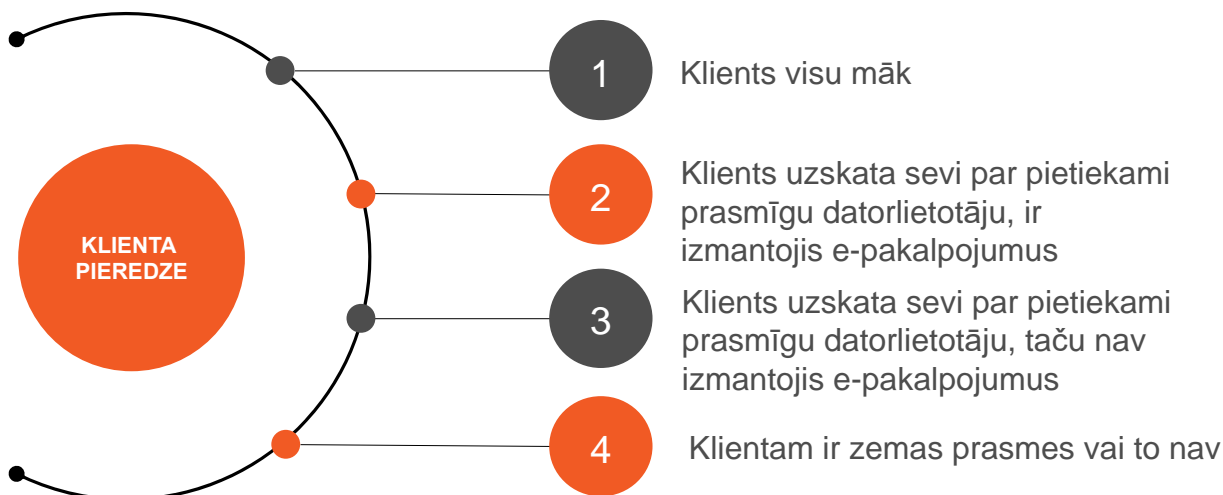 KLIENTA
PIEREDZE
1
Klients visu māk
2
Klients uzskata sevi par pietiekami
prasmīgu datorlietotāju, ir
izmantojis e-pakalpojumus
3
Klients uzskata sevi par pietiekami
prasmīgu datorlietotāju, taču nav
izmantojis e-pakalpojumus
4
Klientam ir zemas prasmes vai to nav